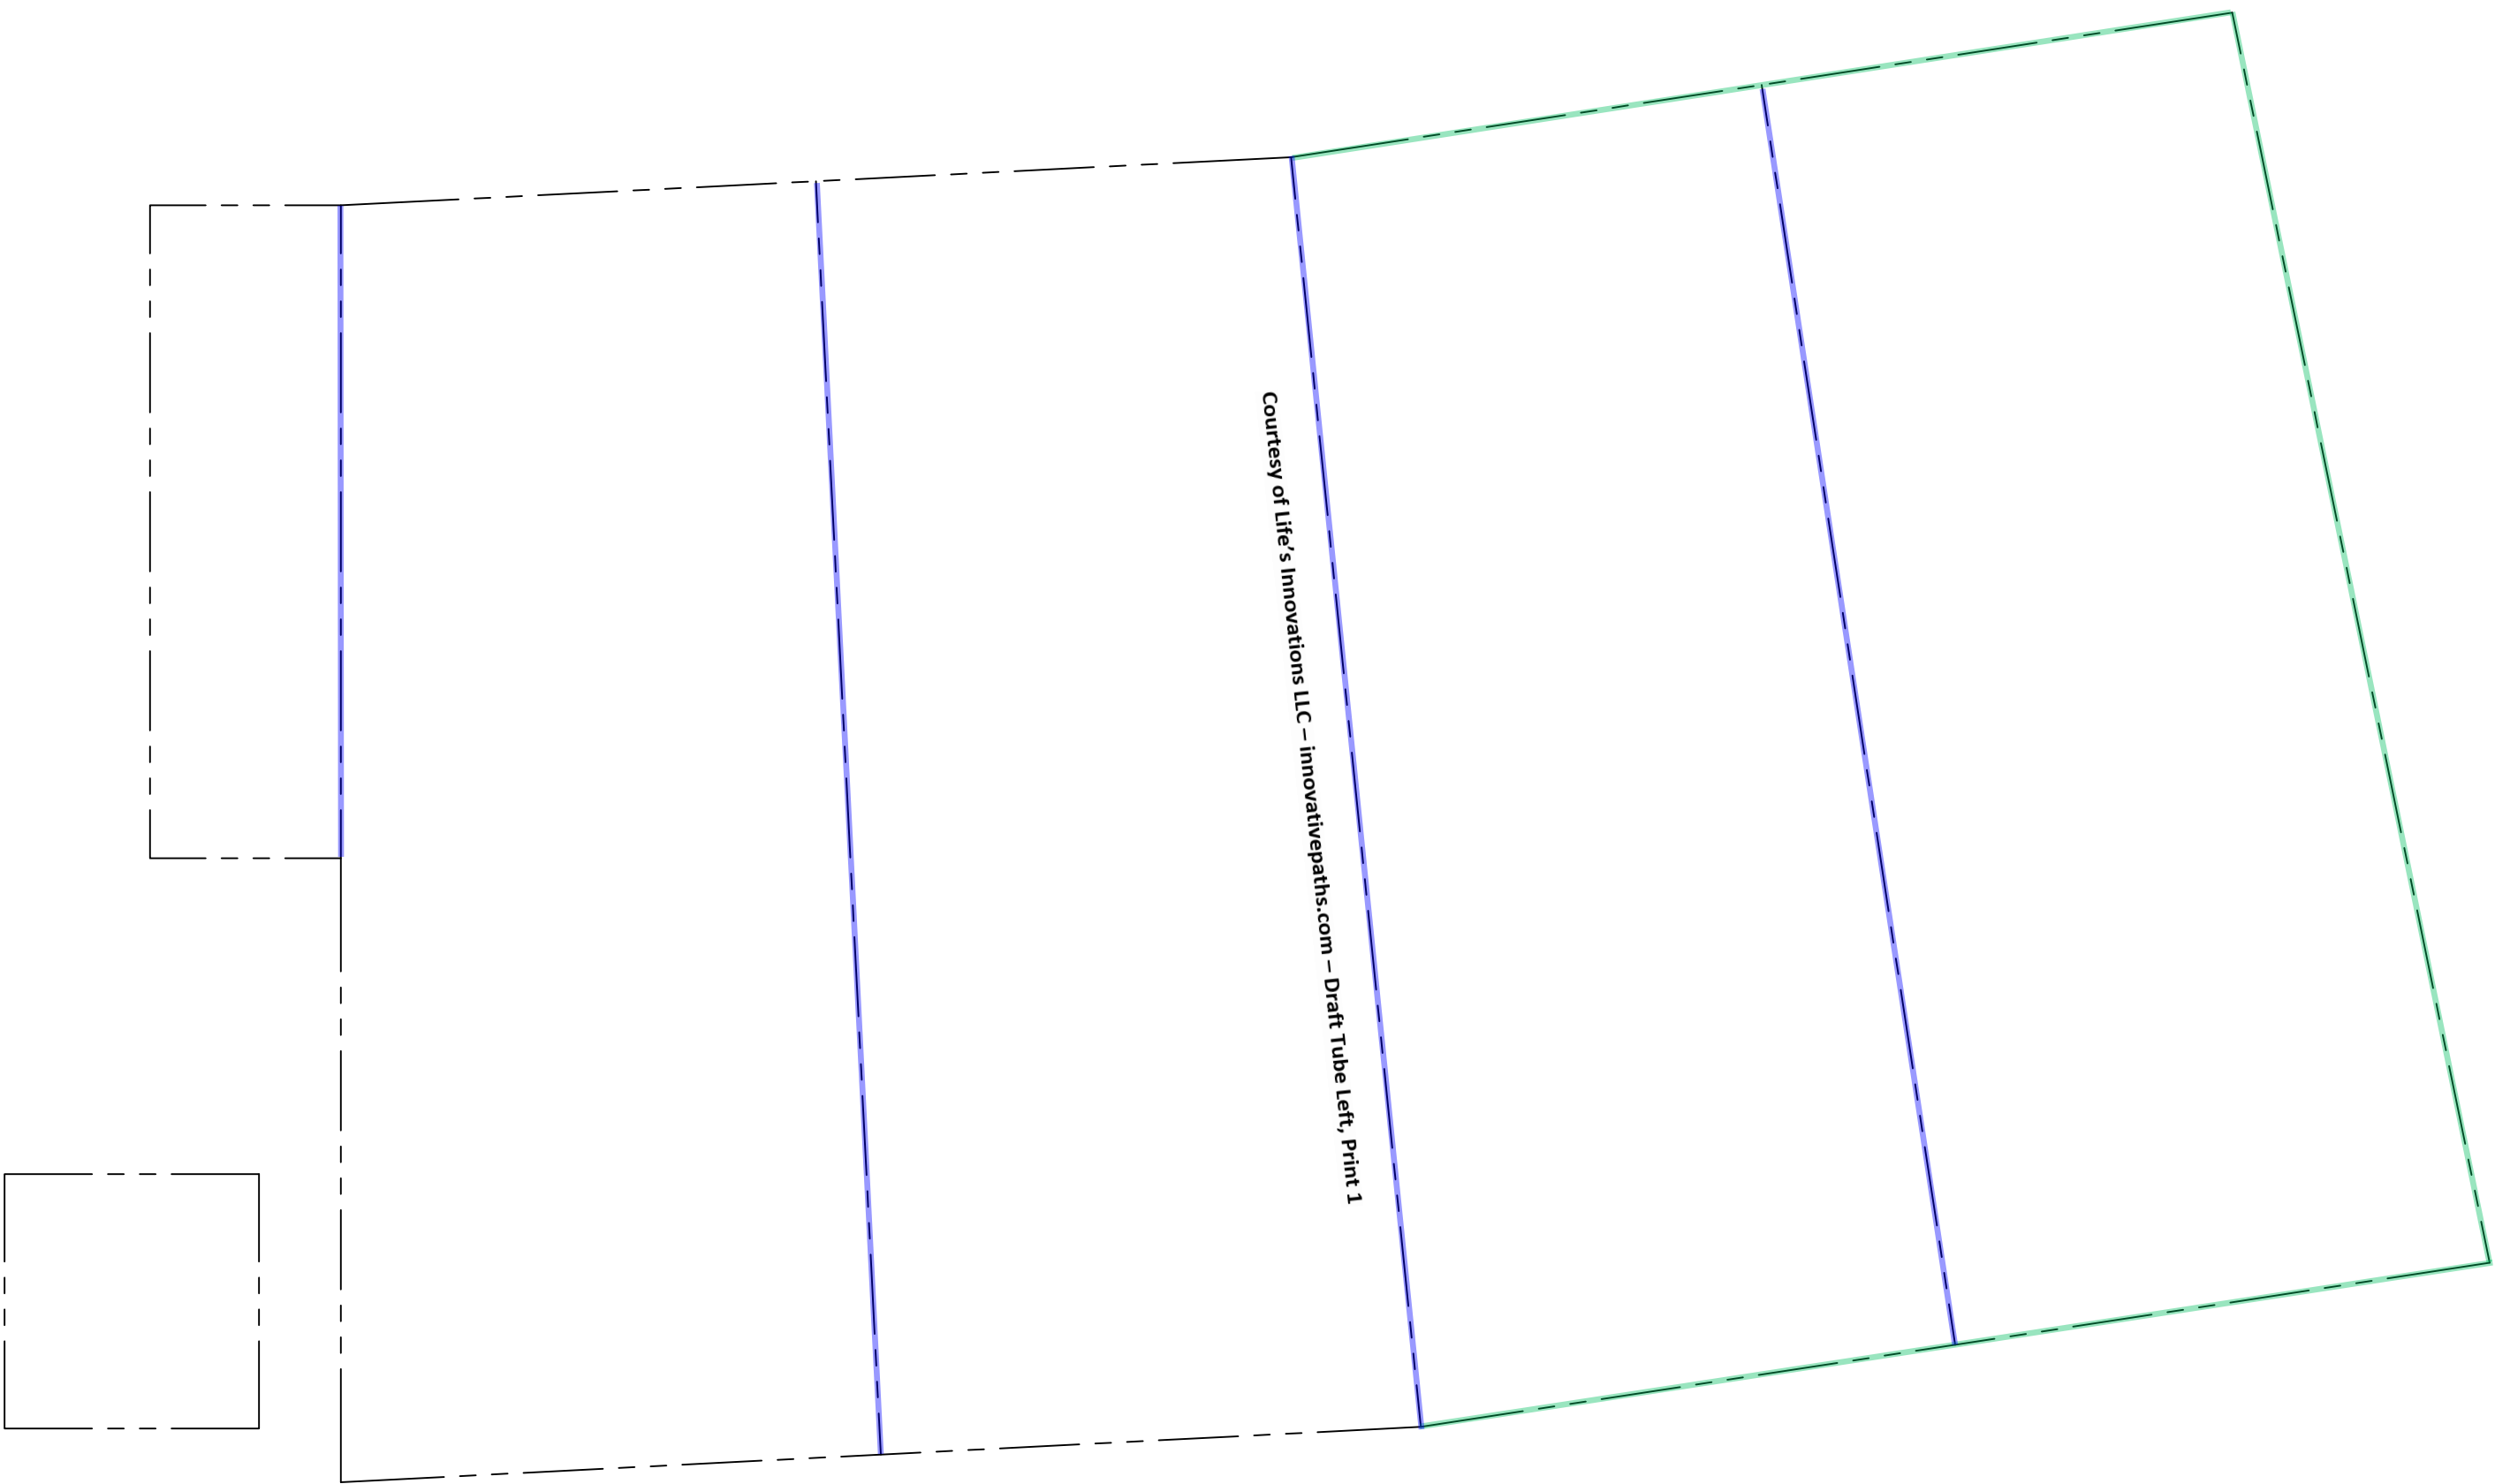 Courtesy of Life’s Innovations LLC – innovativepaths.com – Draft Tube Left, Print 1